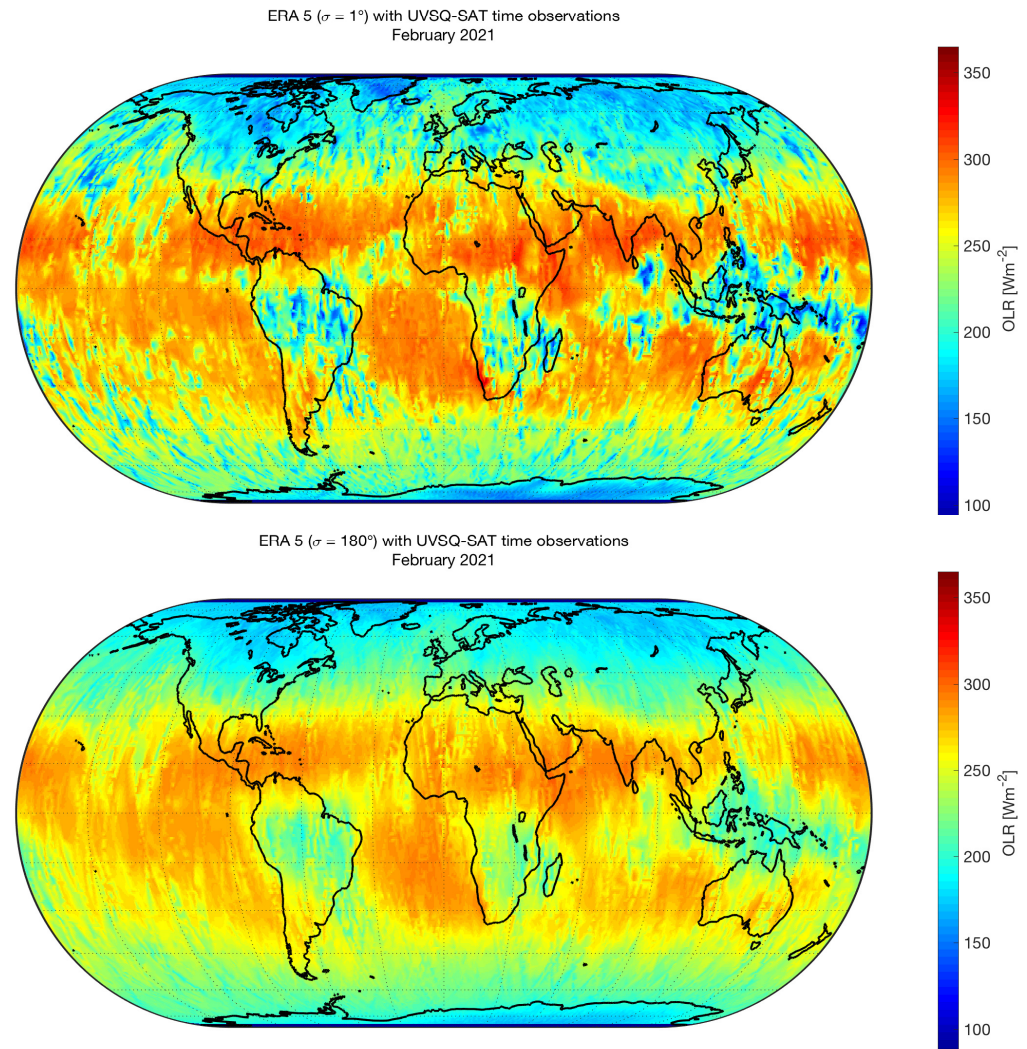 ERA 5 (σ = 1°) with UVSQ-SAT time observations
February 2021
350
300
250
200
150
100
OLR [Wm⁻²]
ERA 5 (σ = 180°) with UVSQ-SAT time observations
February 2021
350
300
250
200
150
100
OLR [Wm⁻²]